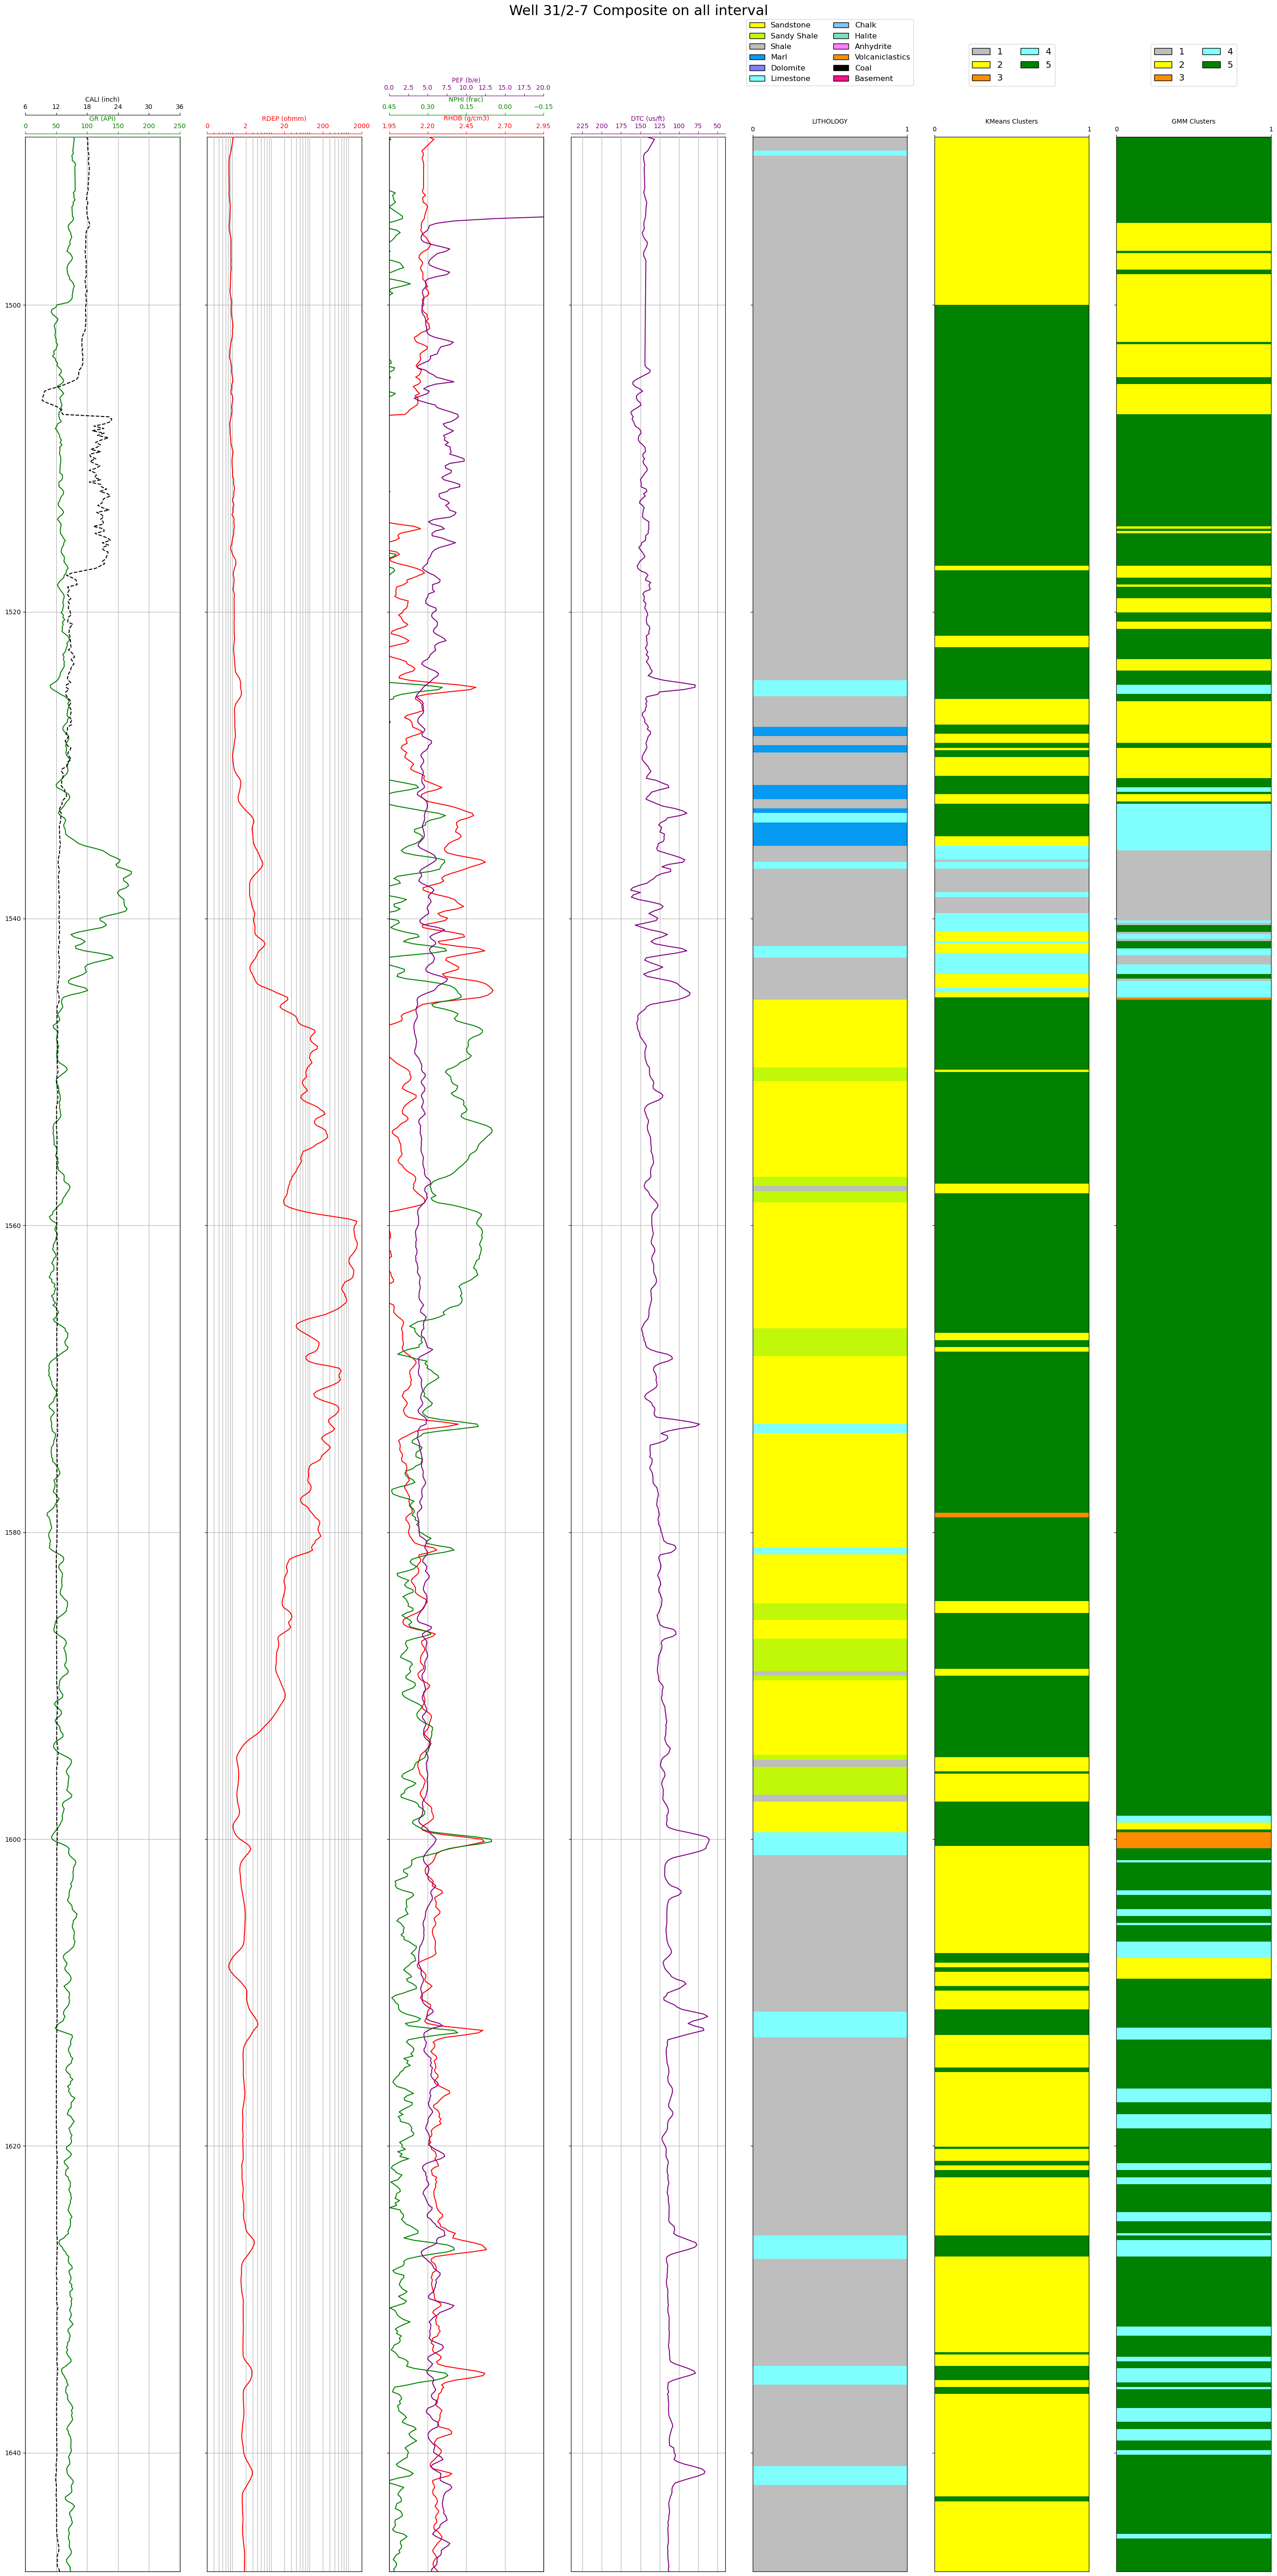 Well 31/2-7 Composite on all interval
Sandstone Chalk
Sandy Shale Halite
Shale Anhydrite
Marl Volcaniclastics
Dolomite Coal
Limestone Basement
1 4
2 5
3
1 4
2 5
3
PEF (b/e)
0.0 2.5 5.0 7.5 10.0 12.5 15.0 17.5 20.0
CALI (inch)
6 12 18 24 30 36
NPHI (frac)
0.45 0.30 0.15 0.00 −0.15
GR (API)
0 50 100 150 200 250
RDEP (ohmm)
0 2 20 200 2000
RHOB (g/cm3)
1.95 2.20 2.45 2.70 2.95
DTC (us/ft)
225 200 175 150 125 100 75 50
LITHOLOGY
0 1
KMeans Clusters
0 1
GMM Clusters
0 1
1500
1520
1540
1560
1580
1600
1620
1640